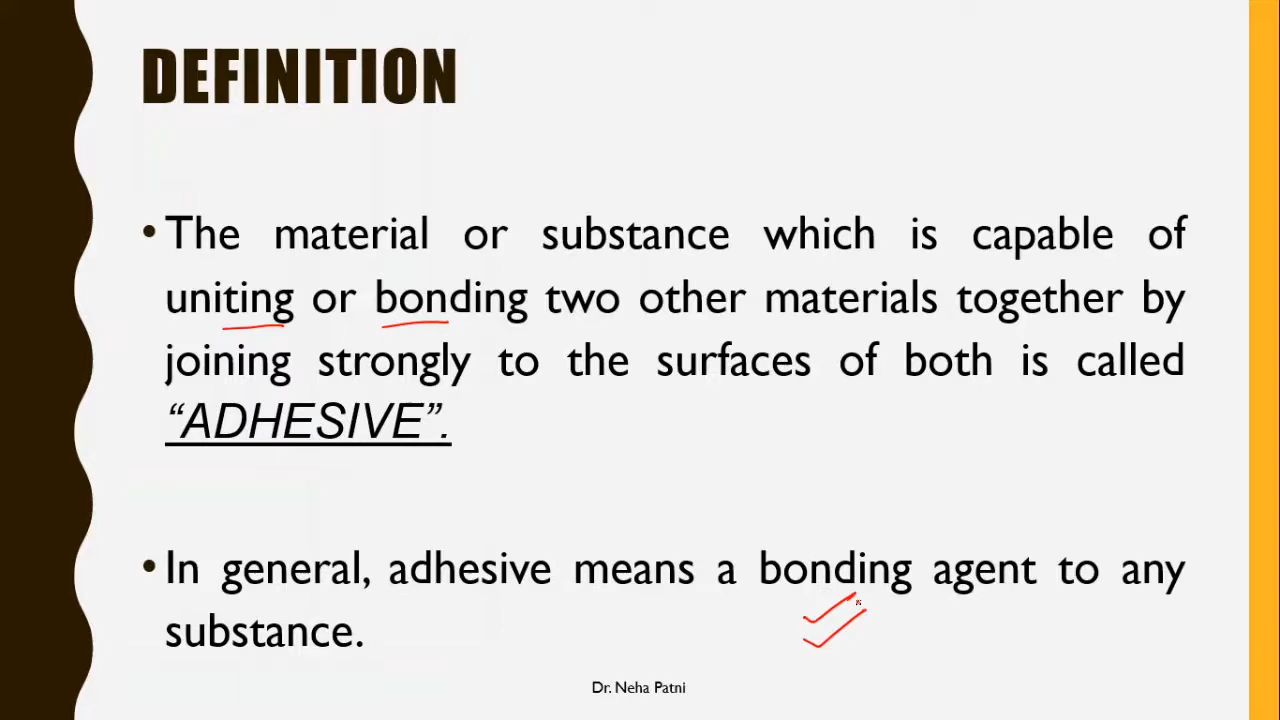 DEFINITION
• The material or substance which is capable of
uniting or bonding two other materials together by
joining strongly to the surfaces of both is called
“ADHESIVE”.
• In general, adhesive means a bonding agent to any
substance.
Dr. Neha Patni